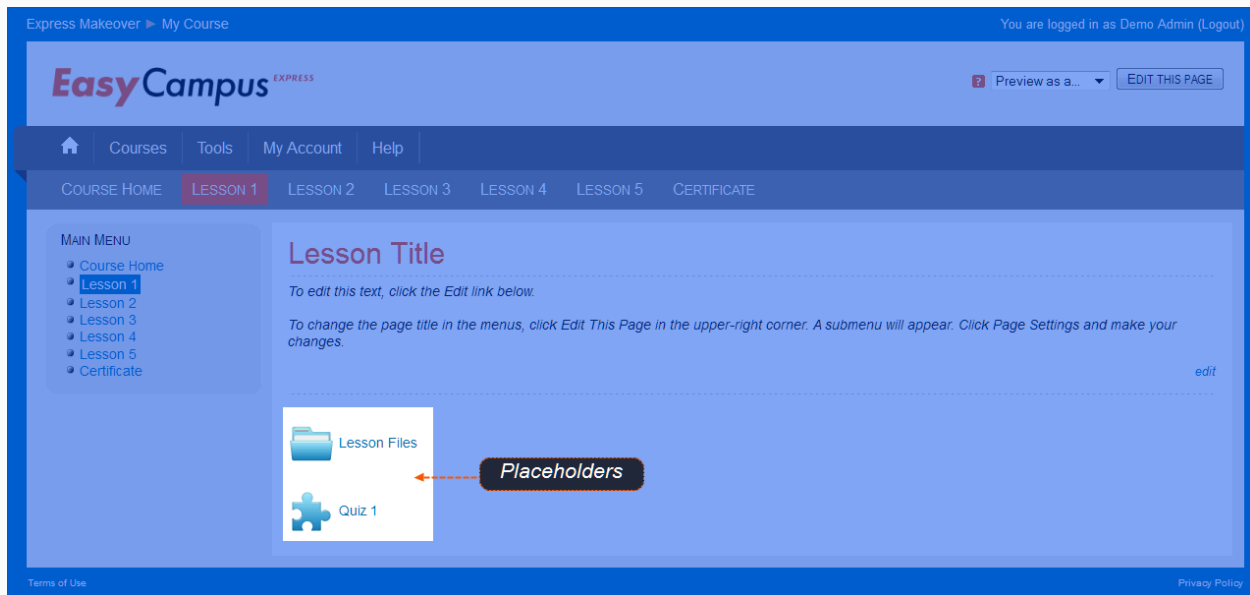 Express Makeover ► My Course
You are logged in as Demo Admin (Logout)
EasyCampus EXPRESS
? Preview as a... EDIT THIS PAGE
Courses Tools My Account Help
COURSE HOME LESSON 1 LESSON 2 LESSON 3 LESSON 4 LESSON 5 CERTIFICATE
MAIN MENU
Course Home
Lesson 1
Lesson 2
Lesson 3
Lesson 4
Lesson 5
Certificate
Lesson Title
To edit this text, click the Edit link below.
To change the page title in the menus, click Edit This Page in the upper-right corner. A submenu will appear. Click Page Settings and make your
changes.
edit
Lesson Files
Placeholders
Quiz 1
Terms of Use
Privacy Policy